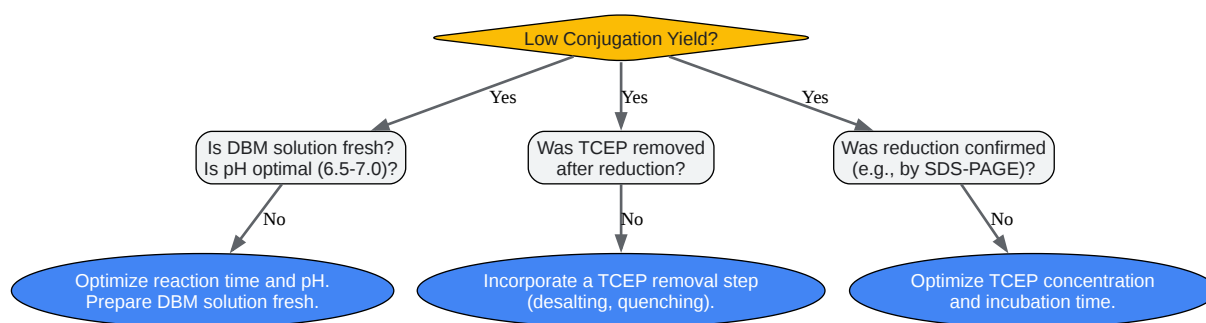 Low Conjugation Yield?
Yes
Yes
Yes
Is DBM solution fresh?
Is pH optimal (6.5-7.0)?
Was TCEP removed
after reduction?
Was reduction confirmed
(e.g., by SDS-PAGE)?
No
No
No
Optimize reaction time and pH.
Prepare DBM solution fresh.
Incorporate a TCEP removal step
(desalting, quenching).
Optimize TCEP concentration
and incubation time.